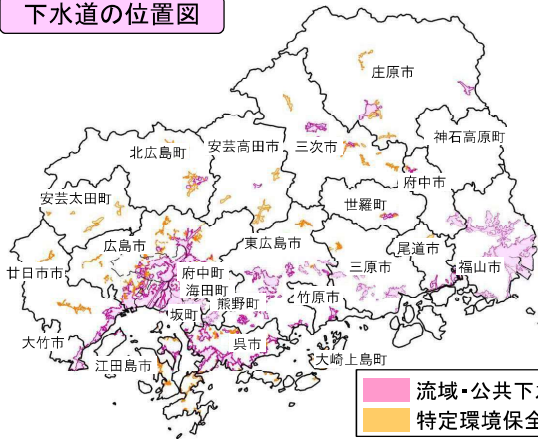 下水道の位置図
庄原市
神石高原町
北広島町
安芸高田市
三次市
府中市
安芸太田町
世羅町
広島市
東広島市
尾道市
廿日市市
府中町
三原市
福山市
海田町
熊野町
竹原市
坂町
大竹市
呉市
江田島市
大崎上島町
流域・公共下
特定環境保全